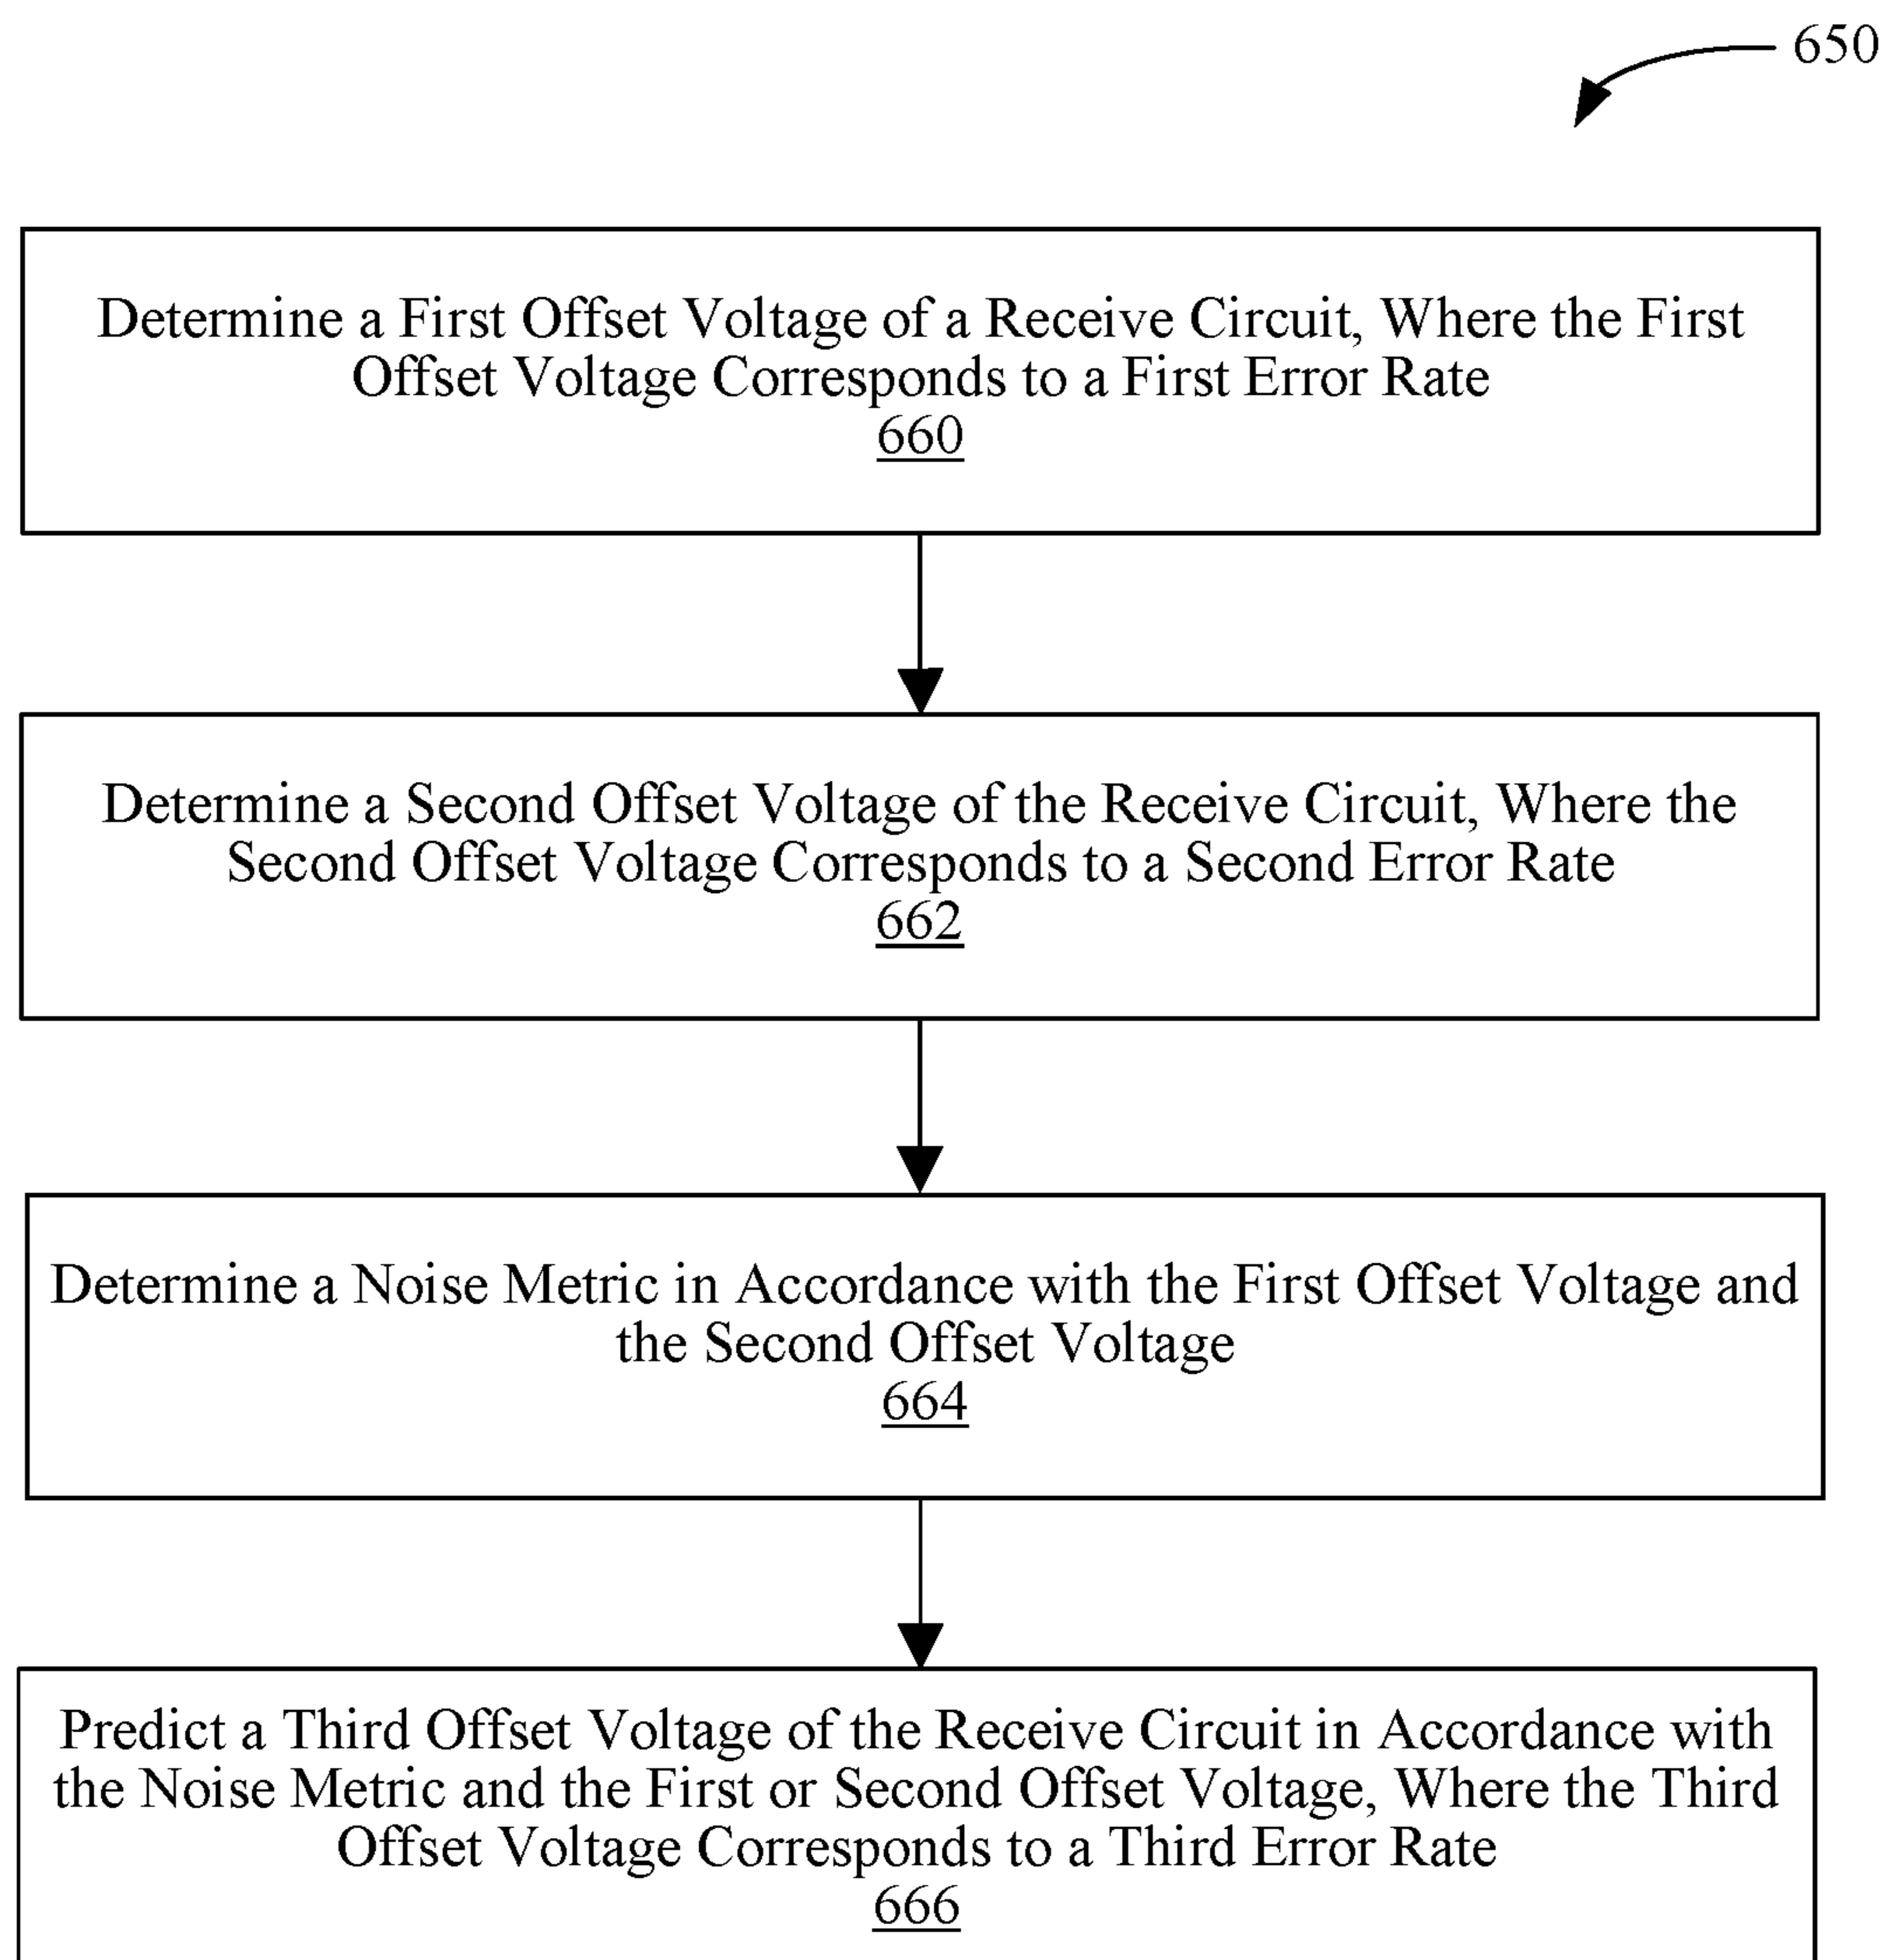 650
Determine a First Offset Voltage of a Receive Circuit, Where the First
Offset Voltage Corresponds to a First Error Rate
660
Determine a Second Offset Voltage of the Receive Circuit, Where the
Second Offset Voltage Corresponds to a Second Error Rate
662
Determine a Noise Metric in Accordance with the First Offset Voltage and
the Second Offset Voltage
664
Predict a Third Offset Voltage of the Receive Circuit in Accordance with
the Noise Metric and the First or Second Offset Voltage, Where the Third
Offset Voltage Corresponds to a Third Error Rate
666